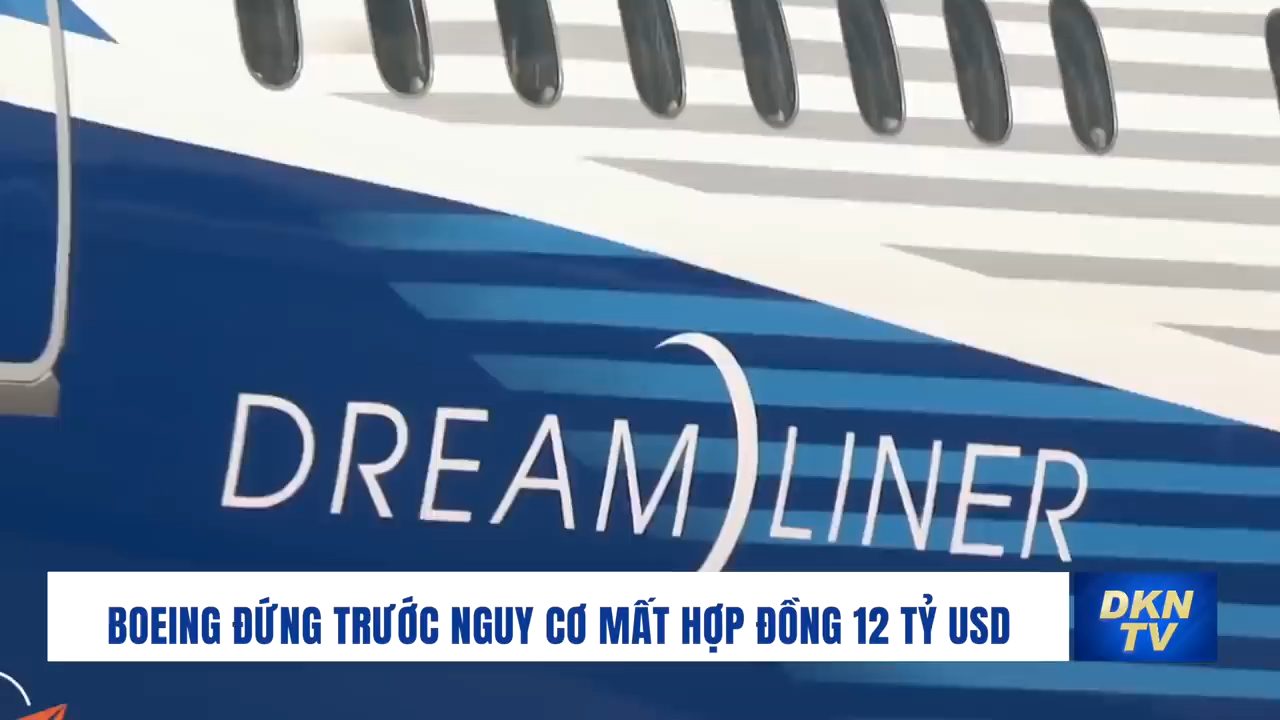 DREAMLINER
BOEING ĐỨNG TRƯỚC NGUY CƠ MẤT HỢP ĐỒNG 12 TỶ USD
DKN
TV